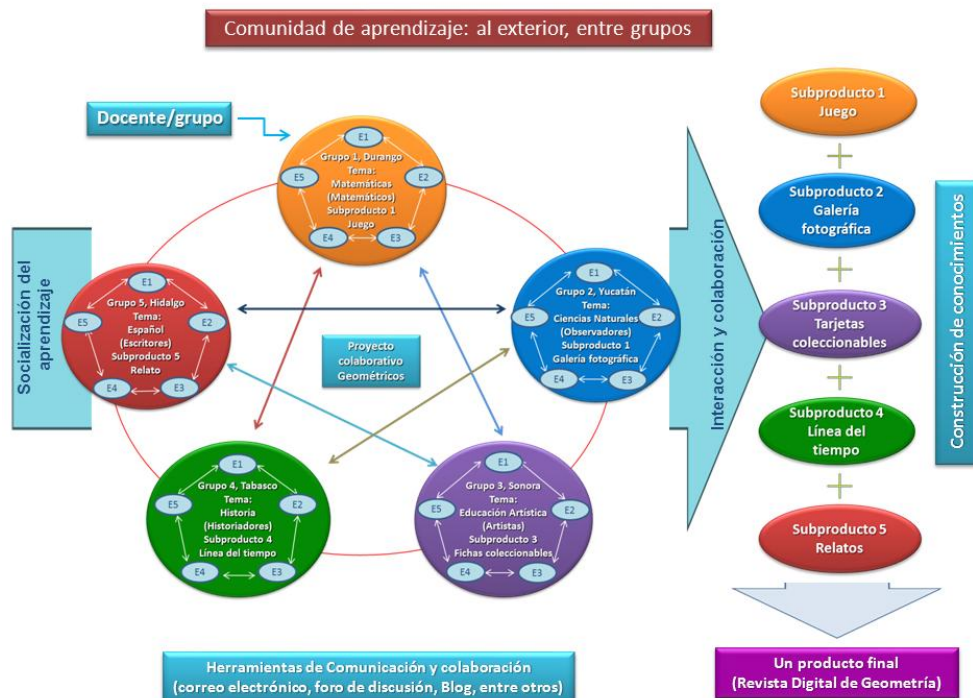 Comunidad de aprendizaje: al exterior, entre grupos
Docente/grupo
E1
E5
E2
E4
E3
Grupo 1, Durango
Tema:
Matemáticas
(Matemáticos)
Subproducto 1
Juego
Socialización del
aprendizaje
E1
E5
E2
E4
E3
Grupo 5, Hidalgo
Tema:
Español
(Escritores)
Subproducto 5
Relato
Proyecto
colaborativo
Geométricos
E1
E5
E2
E4
E3
Grupo 2, Yucatán
Tema:
Ciencias Naturales
(Observadores)
Subproducto 1
Galería fotográfica
E1
E5
E2
E4
E3
Grupo 4, Tabasco
Tema:
Historia
(Historiadores)
Subproducto 4
Línea del tiempo
E1
E5
E2
E4
E3
Grupo 3, Sonora
Tema:
Educación Artística
(Artistas)
Subproducto 3
Fichas coleccionables
Interacción y colaboración
Subproducto 1
Juego
Subproducto 2
Galería
fotográfica
Subproducto 3
Tarjetas
coleccionables
Subproducto 4
Línea del
tiempo
Subproducto 5
Relatos
Construcción de conocimientos
Herramientas de Comunicación y colaboración
(correo electrónico, foro de discusión, Blog, entre otros)
Un producto final
(Revista Digital de Geometría)